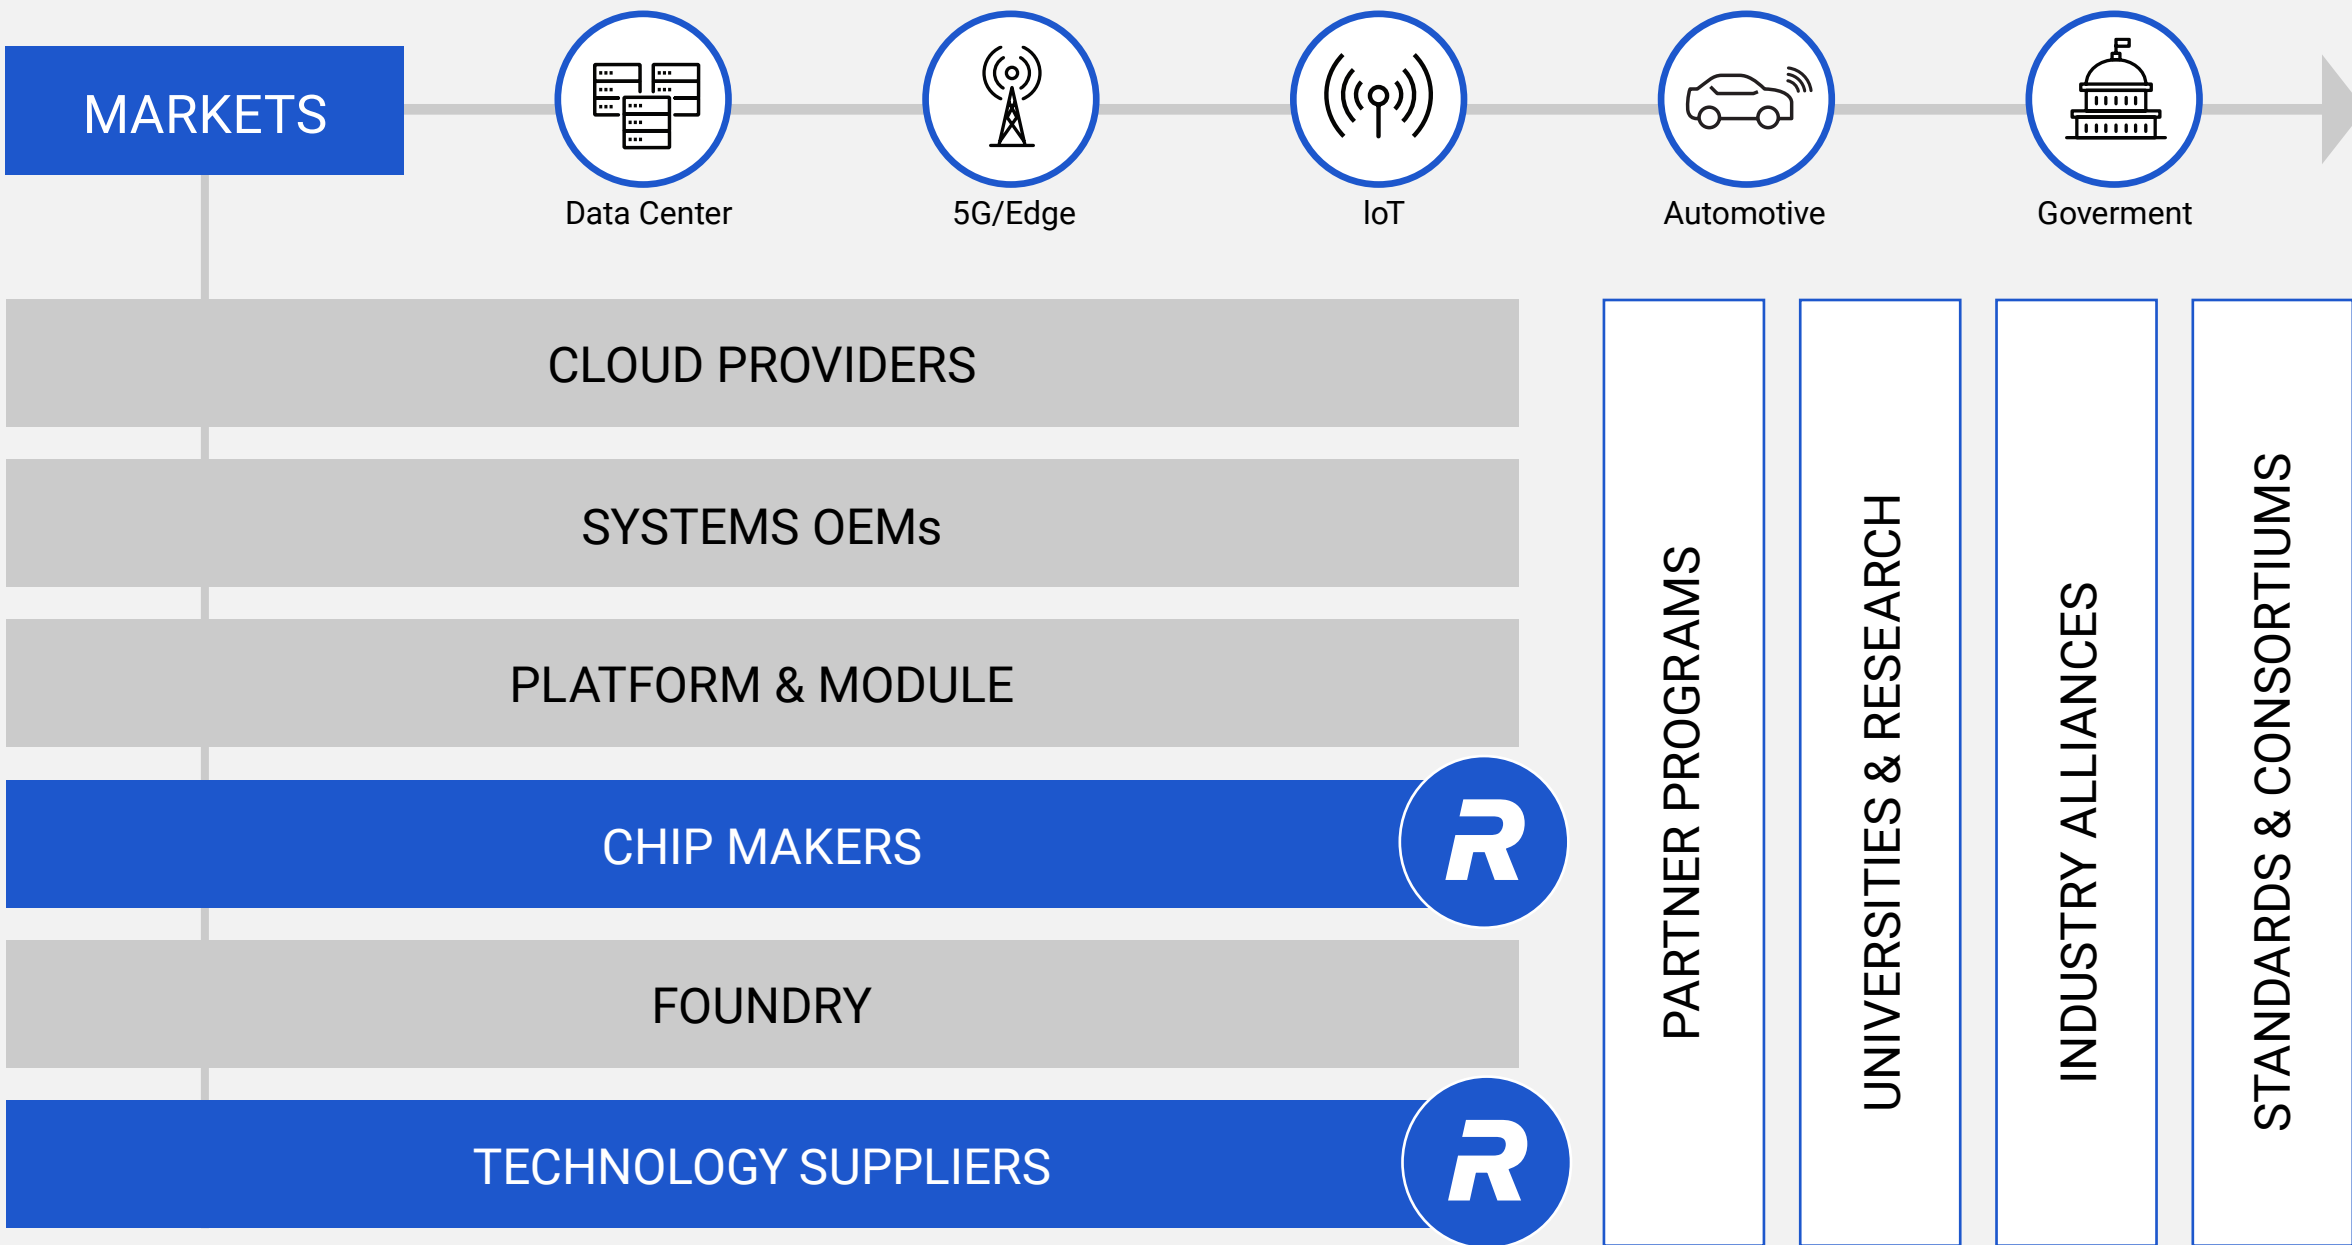 MARKETS
Data Center
5G/Edge
IoT
Automotive
Goverment
CLOUD PROVIDERS
SYSTEMS OEMs
PLATFORM & MODULE
CHIP MAKERS
R
FOUNDRY
TECHNOLOGY SUPPLIERS
R
PARTNER PROGRAMS
UNIVERSITIES & RESEARCH
INDUSTRY ALLIANCES
STANDARDS & CONSORTIUMS